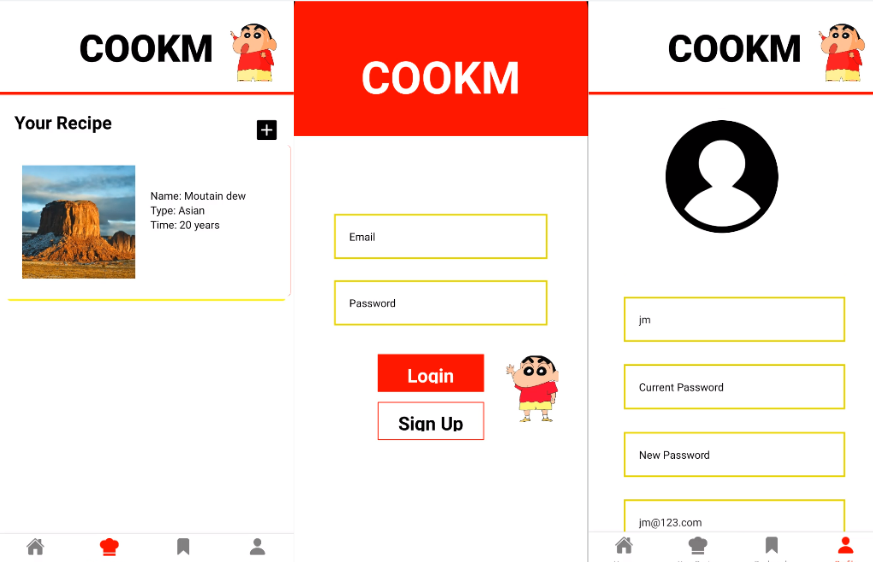 COOKM
Your Recipe
Name: Moutain dew
Type: Asian
Time: 20 years
COOKM
Email
Password
Login
Sign Up
COOKM
jm
Current Password
New Password
jm@123.com